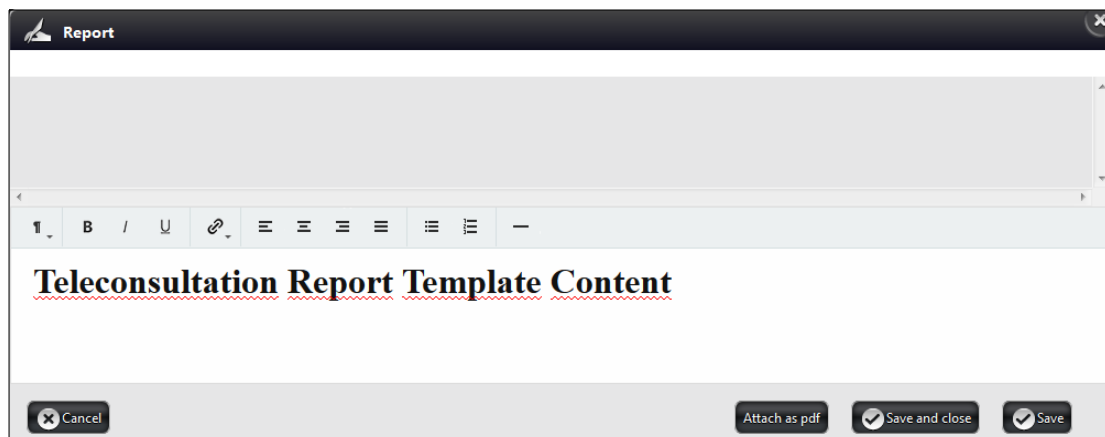 Report
¶ B I U
Teleconsultation Report Template Content
Cancel Attach as pdf Save and close Save